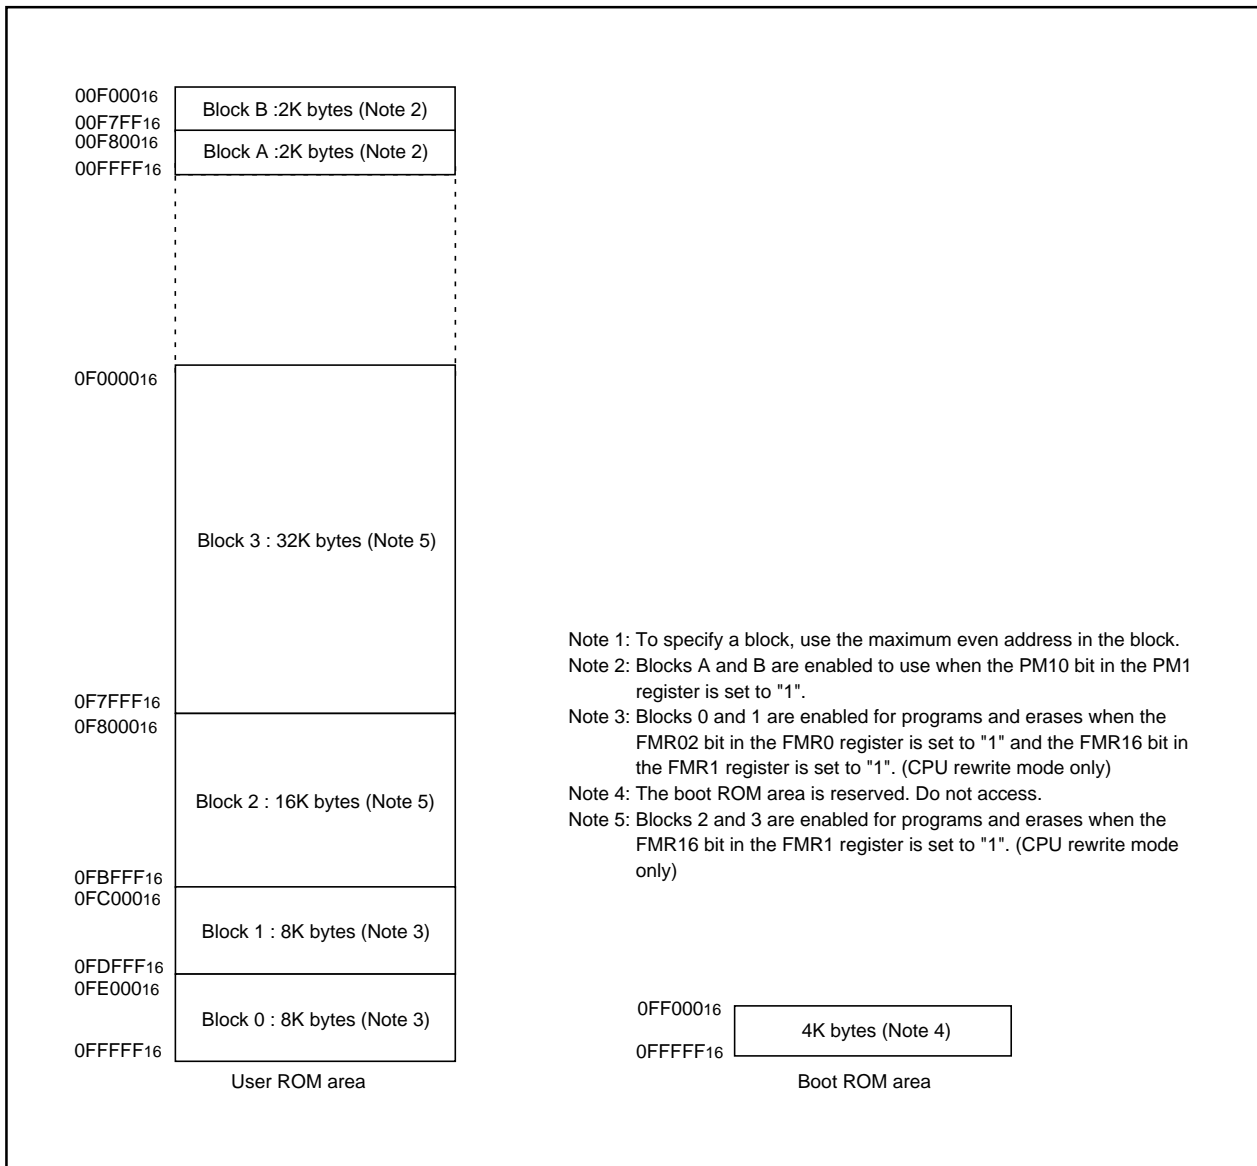 00F00016
Block B :2K bytes (Note 2)
00F7FF16
00F80016
Block A :2K bytes (Note 2)
00FFFF16
0F000016
Block 3 : 32K bytes (Note 5)
0F7FFF16
0F800016
Block 2 : 16K bytes (Note 5)
0FBFFF16
0FC00016
Block 1 : 8K bytes (Note 3)
0FDFFF16
0FE00016
Block 0 : 8K bytes (Note 3)
0FFFFF16
User ROM area
Note 1: To specify a block, use the maximum even address in the block.
Note 2: Blocks A and B are enabled to use when the PM10 bit in the PM1
register is set to "1".
Note 3: Blocks 0 and 1 are enabled for programs and erases when the
FMR02 bit in the FMR0 register is set to "1" and the FMR16 bit in
the FMR1 register is set to "1". (CPU rewrite mode only)
Note 4: The boot ROM area is reserved. Do not access.
Note 5: Blocks 2 and 3 are enabled for programs and erases when the
FMR16 bit in the FMR1 register is set to "1". (CPU rewrite mode
only)
0FF00016
4K bytes (Note 4)
0FFFFF16
Boot ROM area